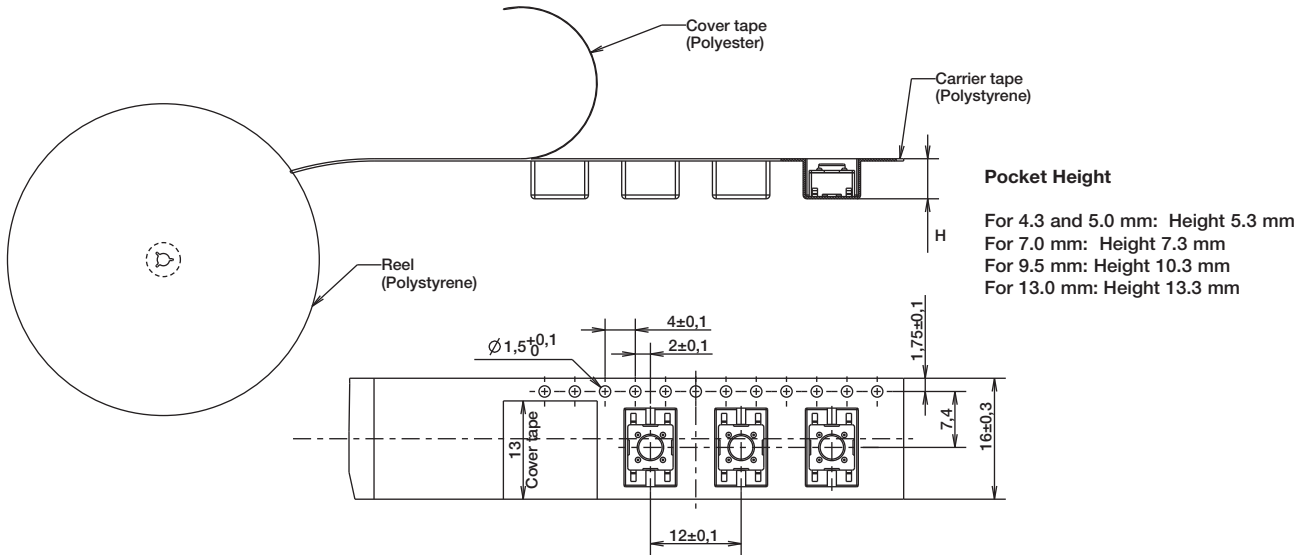 Cover tape
(Polyester)
Carrier tape
(Polystyrene)
Pocket Height
For 4.3 and 5.0 mm: Height 5.3 mm
For 7.0 mm: Height 7.3 mm
For 9.5 mm: Height 10.3 mm
For 13.0 mm: Height 13.3 mm
H
Reel
(Polystyrene)
4±0,1
2±0,1
Ø1,5 +0,1 0
1,75±0,1
7,4
16±0,3
13
Cover tape
12±0,1